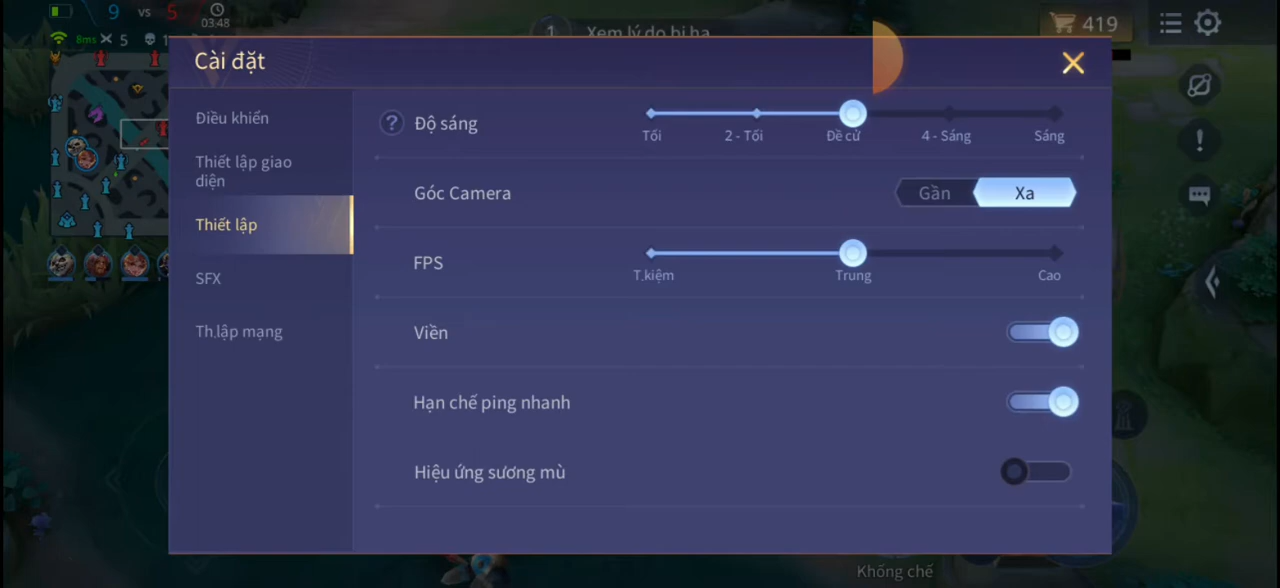 9 vs 5
03:48
419
8ms
5
1
1
Xem lý do bị hạ
Cài đặt
Điều khiển
Thiết lập giao
diện
Thiết lập
SFX
Th.lập mạng
? Độ sáng
Tối
2 - Tối
Đề cử
4 - Sáng
Sáng
Góc Camera
Gần
Xa
FPS
T.kiệm
Trung
Cao
Viền
Hạn chế ping nhanh
Hiệu ứng sương mù
Khống chế